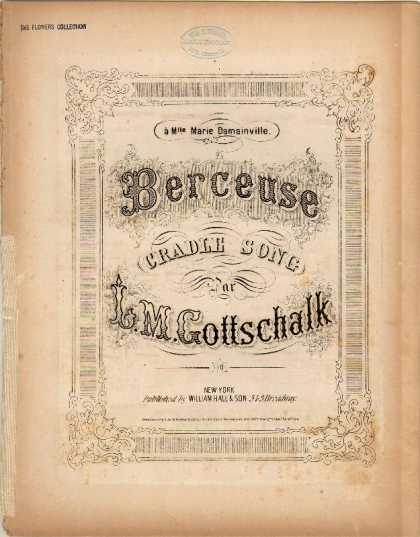 THE FLOWERS COLLECTION
à Mlle Marie Damainville.
Berceuse
(CRADLE SONG)
Par
L.M. Gottschalk
NEW YORK
Published by WILLIAM HALL & SON, 543 Broadway.